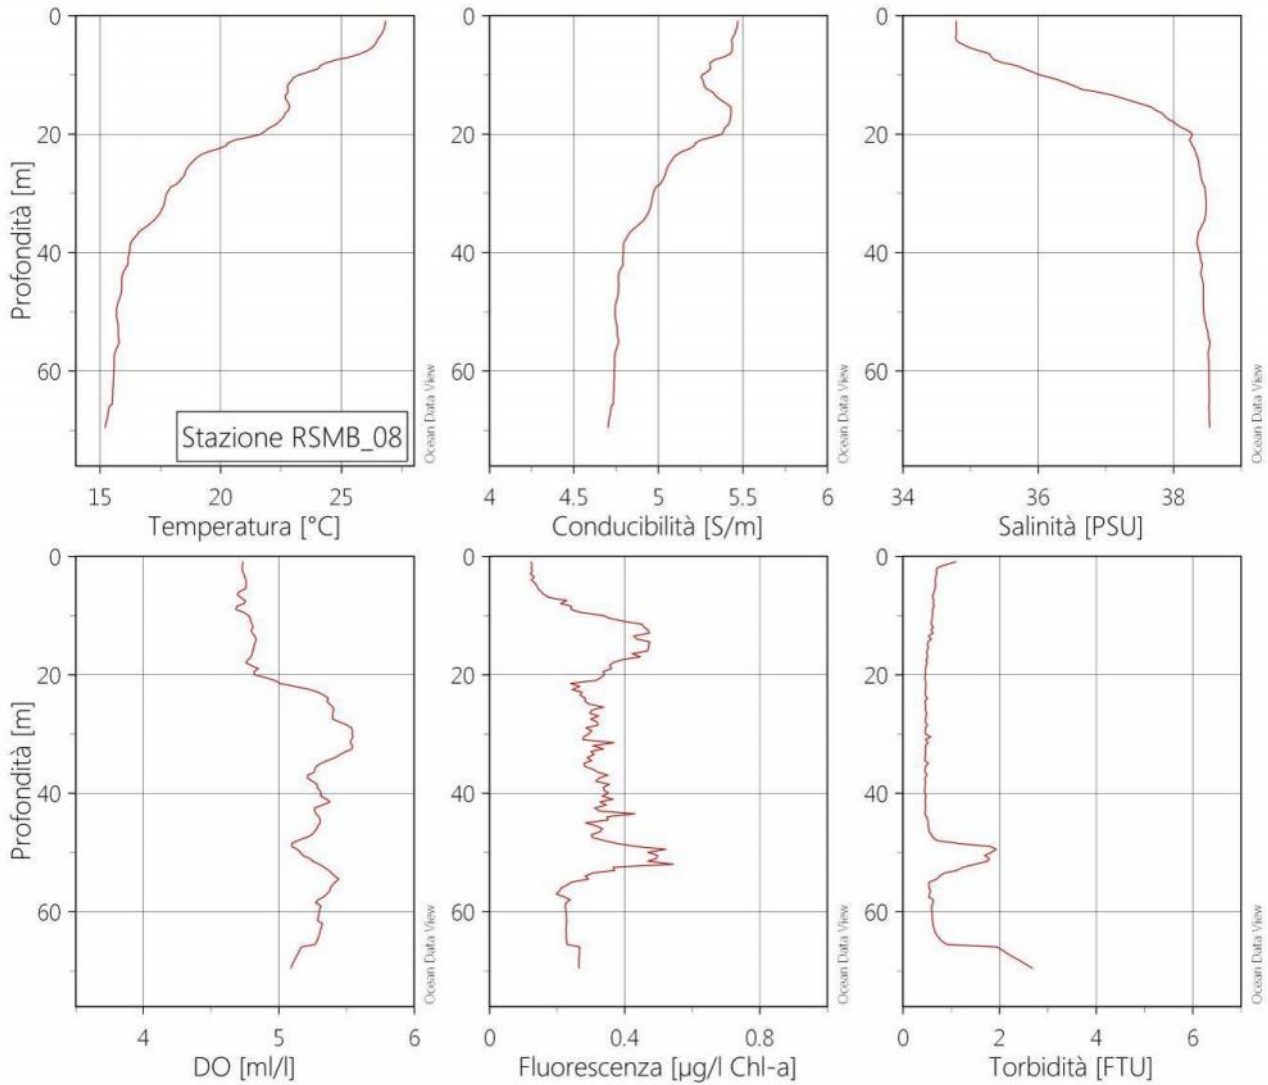 0
20
40
60
Profondità [m]
Stazione RSMB_08
15 20 25
Temperatura [°C]
Ocean Data View
0
20
40
60
4 4.5 5 5.5 6
Conducibilità [S/m]
Ocean Data View
0
20
40
60
34 36 38
Salinità [PSU]
Ocean Data View
0
20
40
60
Profondità [m]
4 5 6
DO [ml/l]
Ocean Data View
0
20
40
60
0 0.4 0.8
Fluorescenza [µg/l Chl-a]
Ocean Data View
0
20
40
60
0 2 4 6
Torbidità [FTU]
Ocean Data View